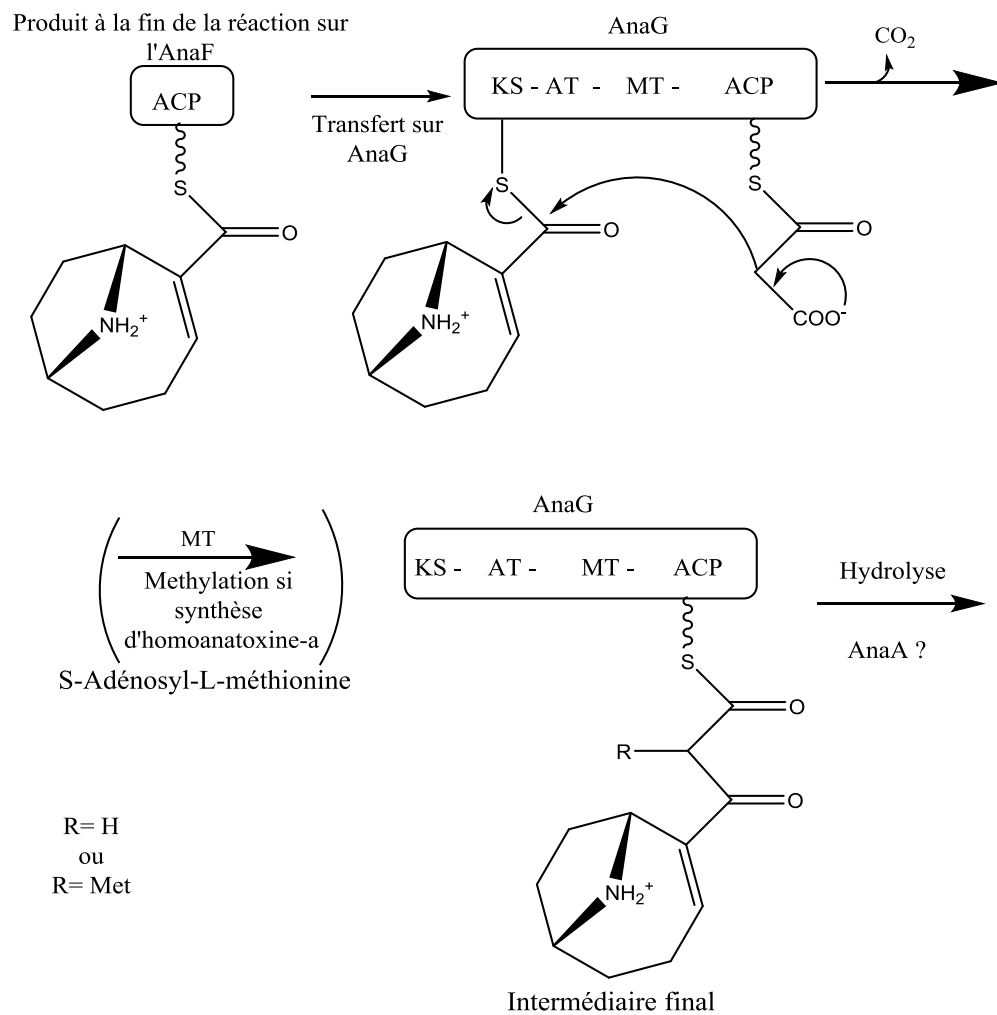 Produit à la fin de la réaction sur
l'AnaF
ACP
S
O
NH2+
Transfert sur
AnaG
AnaG
KS - AT - MT - ACP
S
O
NH2+
S
O
COO-
CO2
MT
Methylation si
synthèse
d'homoanatoxine-a
S-Adénosyl-L-méthionine
R= H
ou
R= Met
AnaG
KS - AT - MT - ACP
S
O
R
O
NH2+
Intermédiaire final
Hydrolyse
AnaA ?